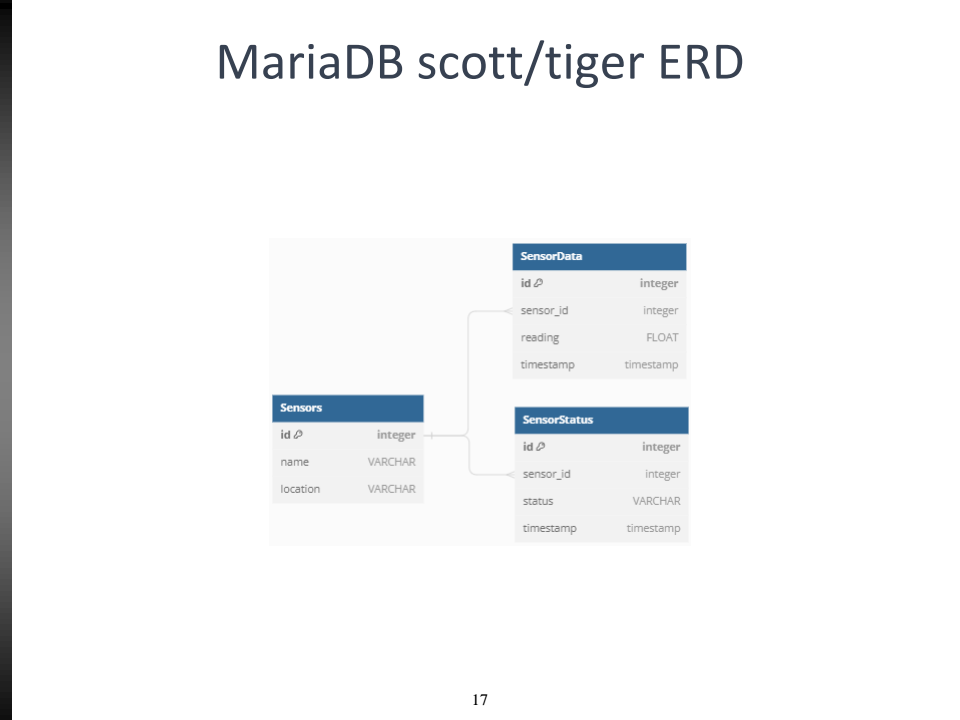 MariaDB scott/tiger ERD
SensorData
id integer
sensor_id integer
reading FLOAT
timestamp timestamp
Sensors
id integer
name VARCHAR
location VARCHAR
SensorStatus
id integer
sensor_id integer
status VARCHAR
timestamp timestamp
17